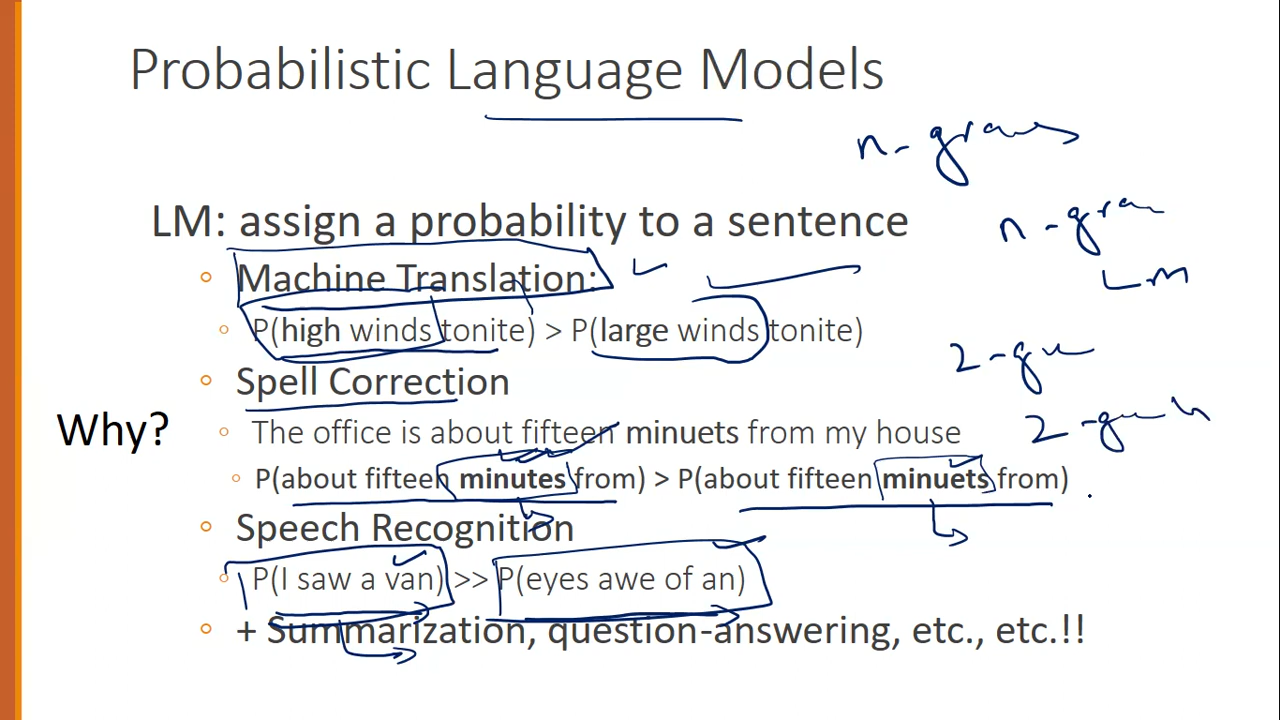 Probabilistic Language Models
n-grams
LM: assign a probability to a sentence
n-gram
LM
Machine Translation:
P(high winds tonite) > P(large winds tonite)
2-gram
Spell Correction
Why?
The office is about fifteen minuets from my house
2-gram
P(about fifteen minutes from) > P(about fifteen minuets from)
Speech Recognition
P(I saw a van) >> P(eyes awe of an)
+ Summarization, question-answering, etc., etc.!!